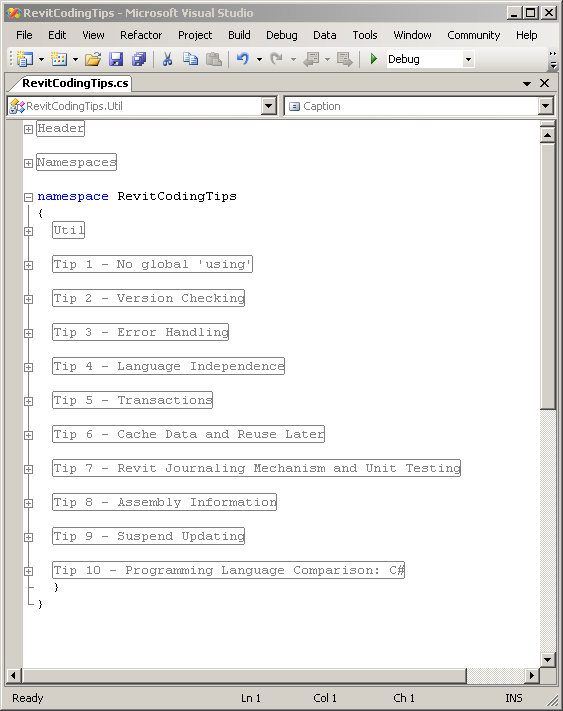 RevitCodingTips - Microsoft Visual Studio
File Edit View Refactor Project Build Debug Data Tools Window Community Help
Debug
RevitCodingTips.cs
RevitCodingTips.Util Caption
Header
Namespaces
namespace RevitCodingTips
{
Util
Tip 1 - No global 'using'
Tip 2 - Version Checking
Tip 3 - Error Handling
Tip 4 - Language Independence
Tip 5 - Transactions
Tip 6 - Cache Data and Reuse Later
Tip 7 - Revit Journaling Mechanism and Unit Testing
Tip 8 - Assembly Information
Tip 9 - Suspend Updating
Tip 10 - Programming Language Comparison: C#
}
}
Ready Ln 1 Col 1 Ch 1 INS